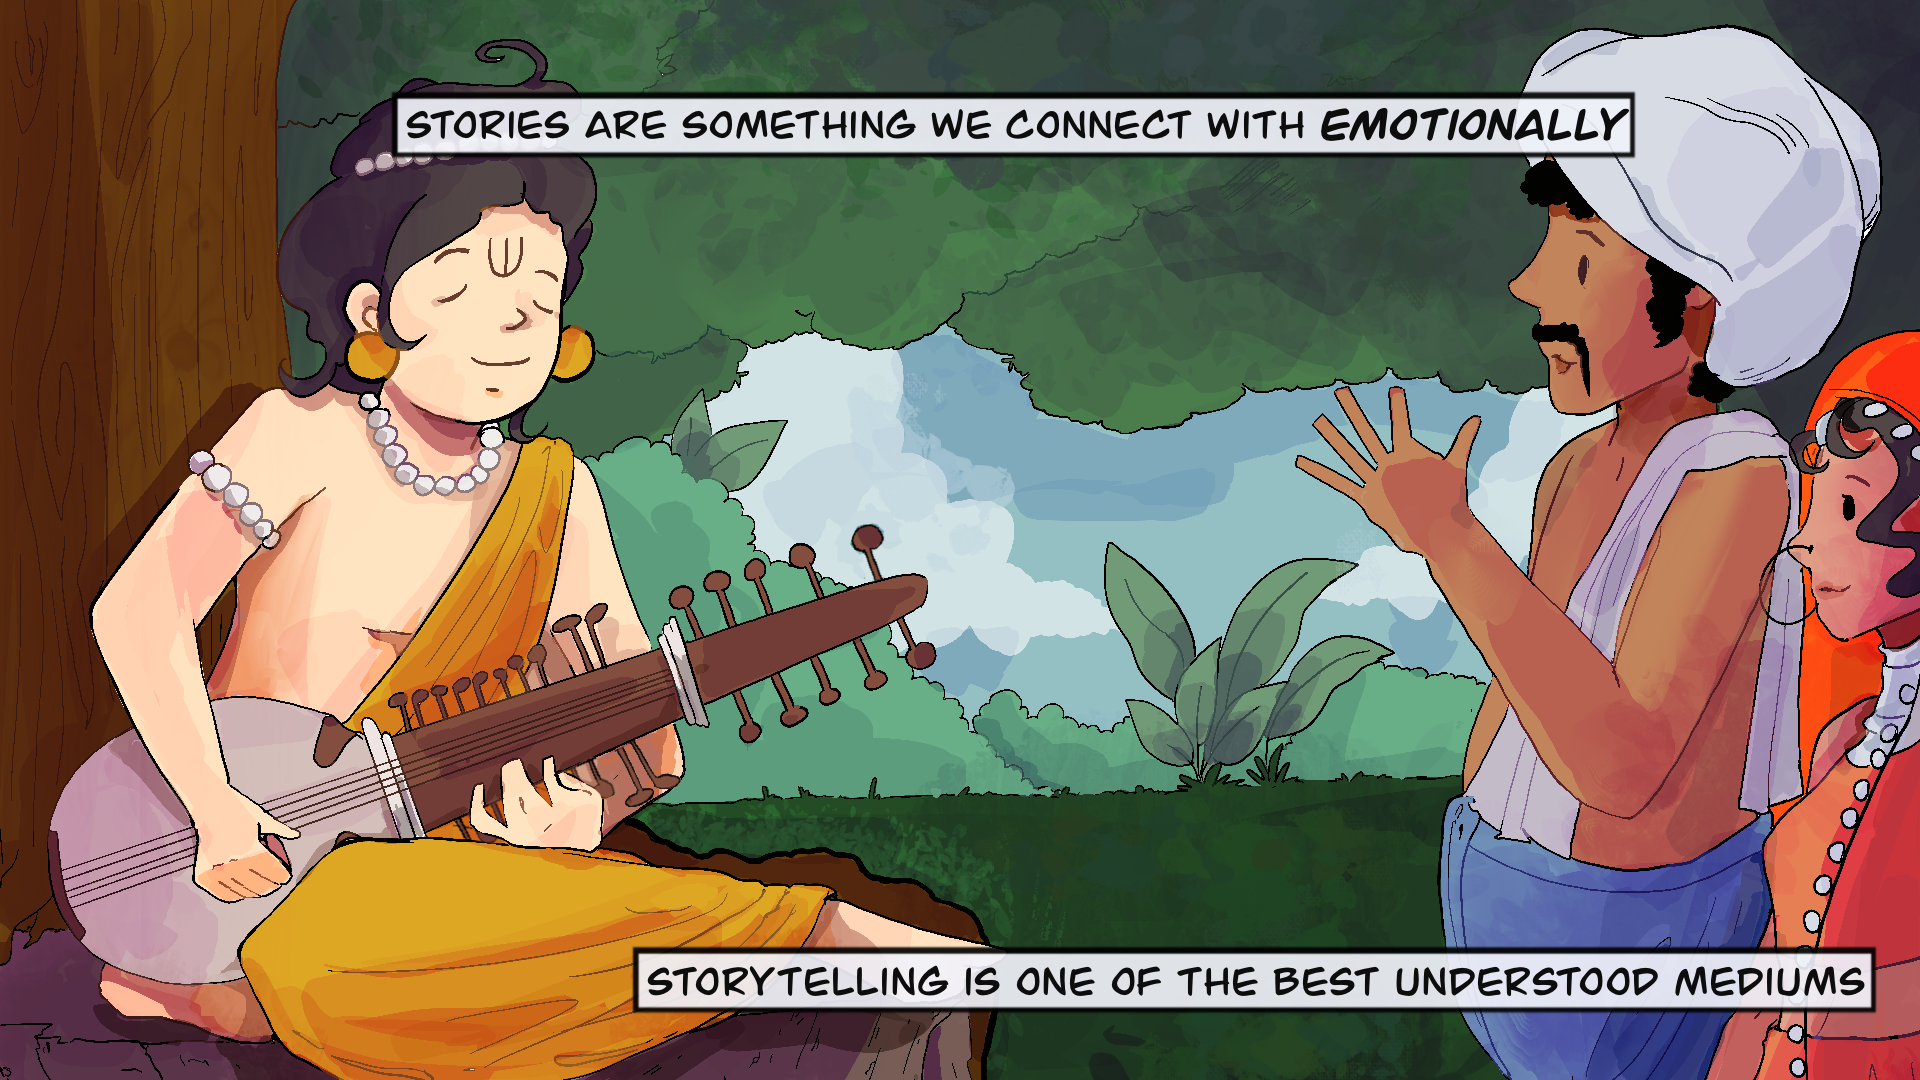 STORIES ARE SOMETHING WE CONNECT WITH EMOTIONALLY
STORYTELLING IS ONE OF THE BEST UNDERSTOOD MEDIUMS